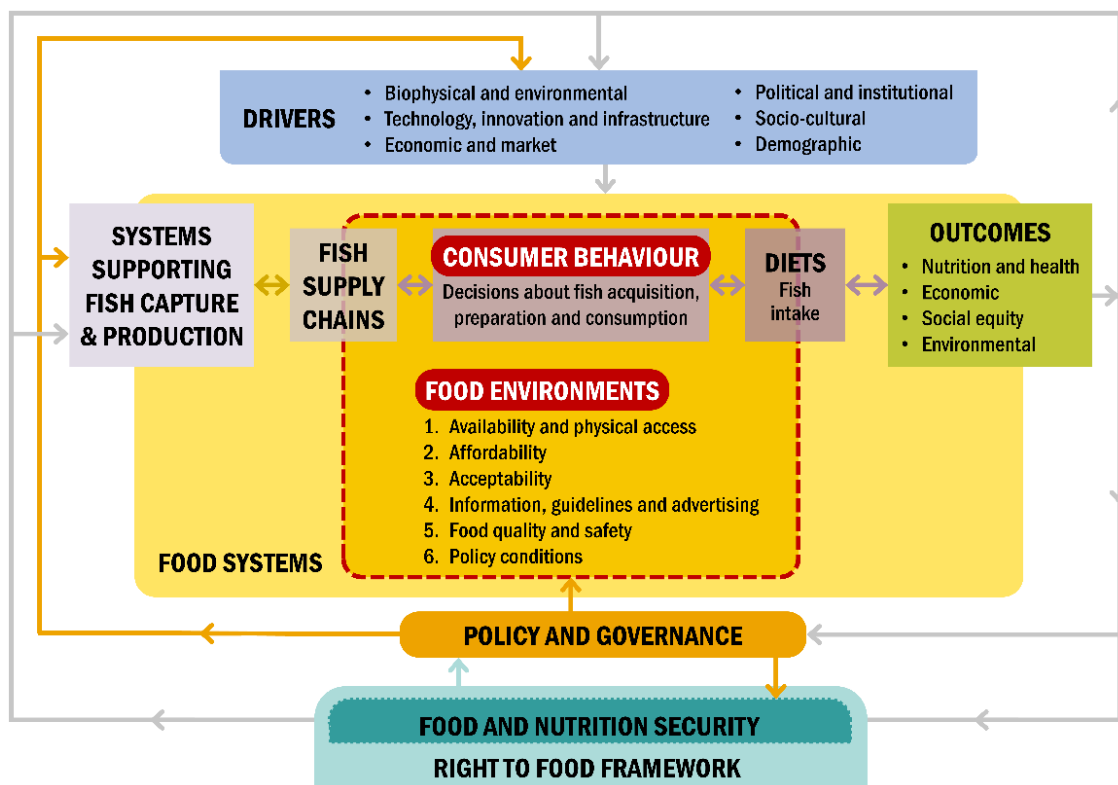 DRIVERS
• Biophysical and environmental
• Technology, innovation and infrastructure
• Economic and market
• Political and institutional
• Socio-cultural
• Demographic
SYSTEMS
SUPPORTING
FISH CAPTURE
& PRODUCTION
FISH
SUPPLY
CHAINS
CONSUMER BEHAVIOUR
Decisions about fish acquisition,
preparation and consumption
DIETS
Fish
intake
OUTCOMES
• Nutrition and health
• Economic
• Social equity
• Environmental
FOOD ENVIRONMENTS
1. Availability and physical access
2. Affordability
3. Acceptability
4. Information, guidelines and advertising
5. Food quality and safety
6. Policy conditions
FOOD SYSTEMS
POLICY AND GOVERNANCE
FOOD AND NUTRITION SECURITY
RIGHT TO FOOD FRAMEWORK